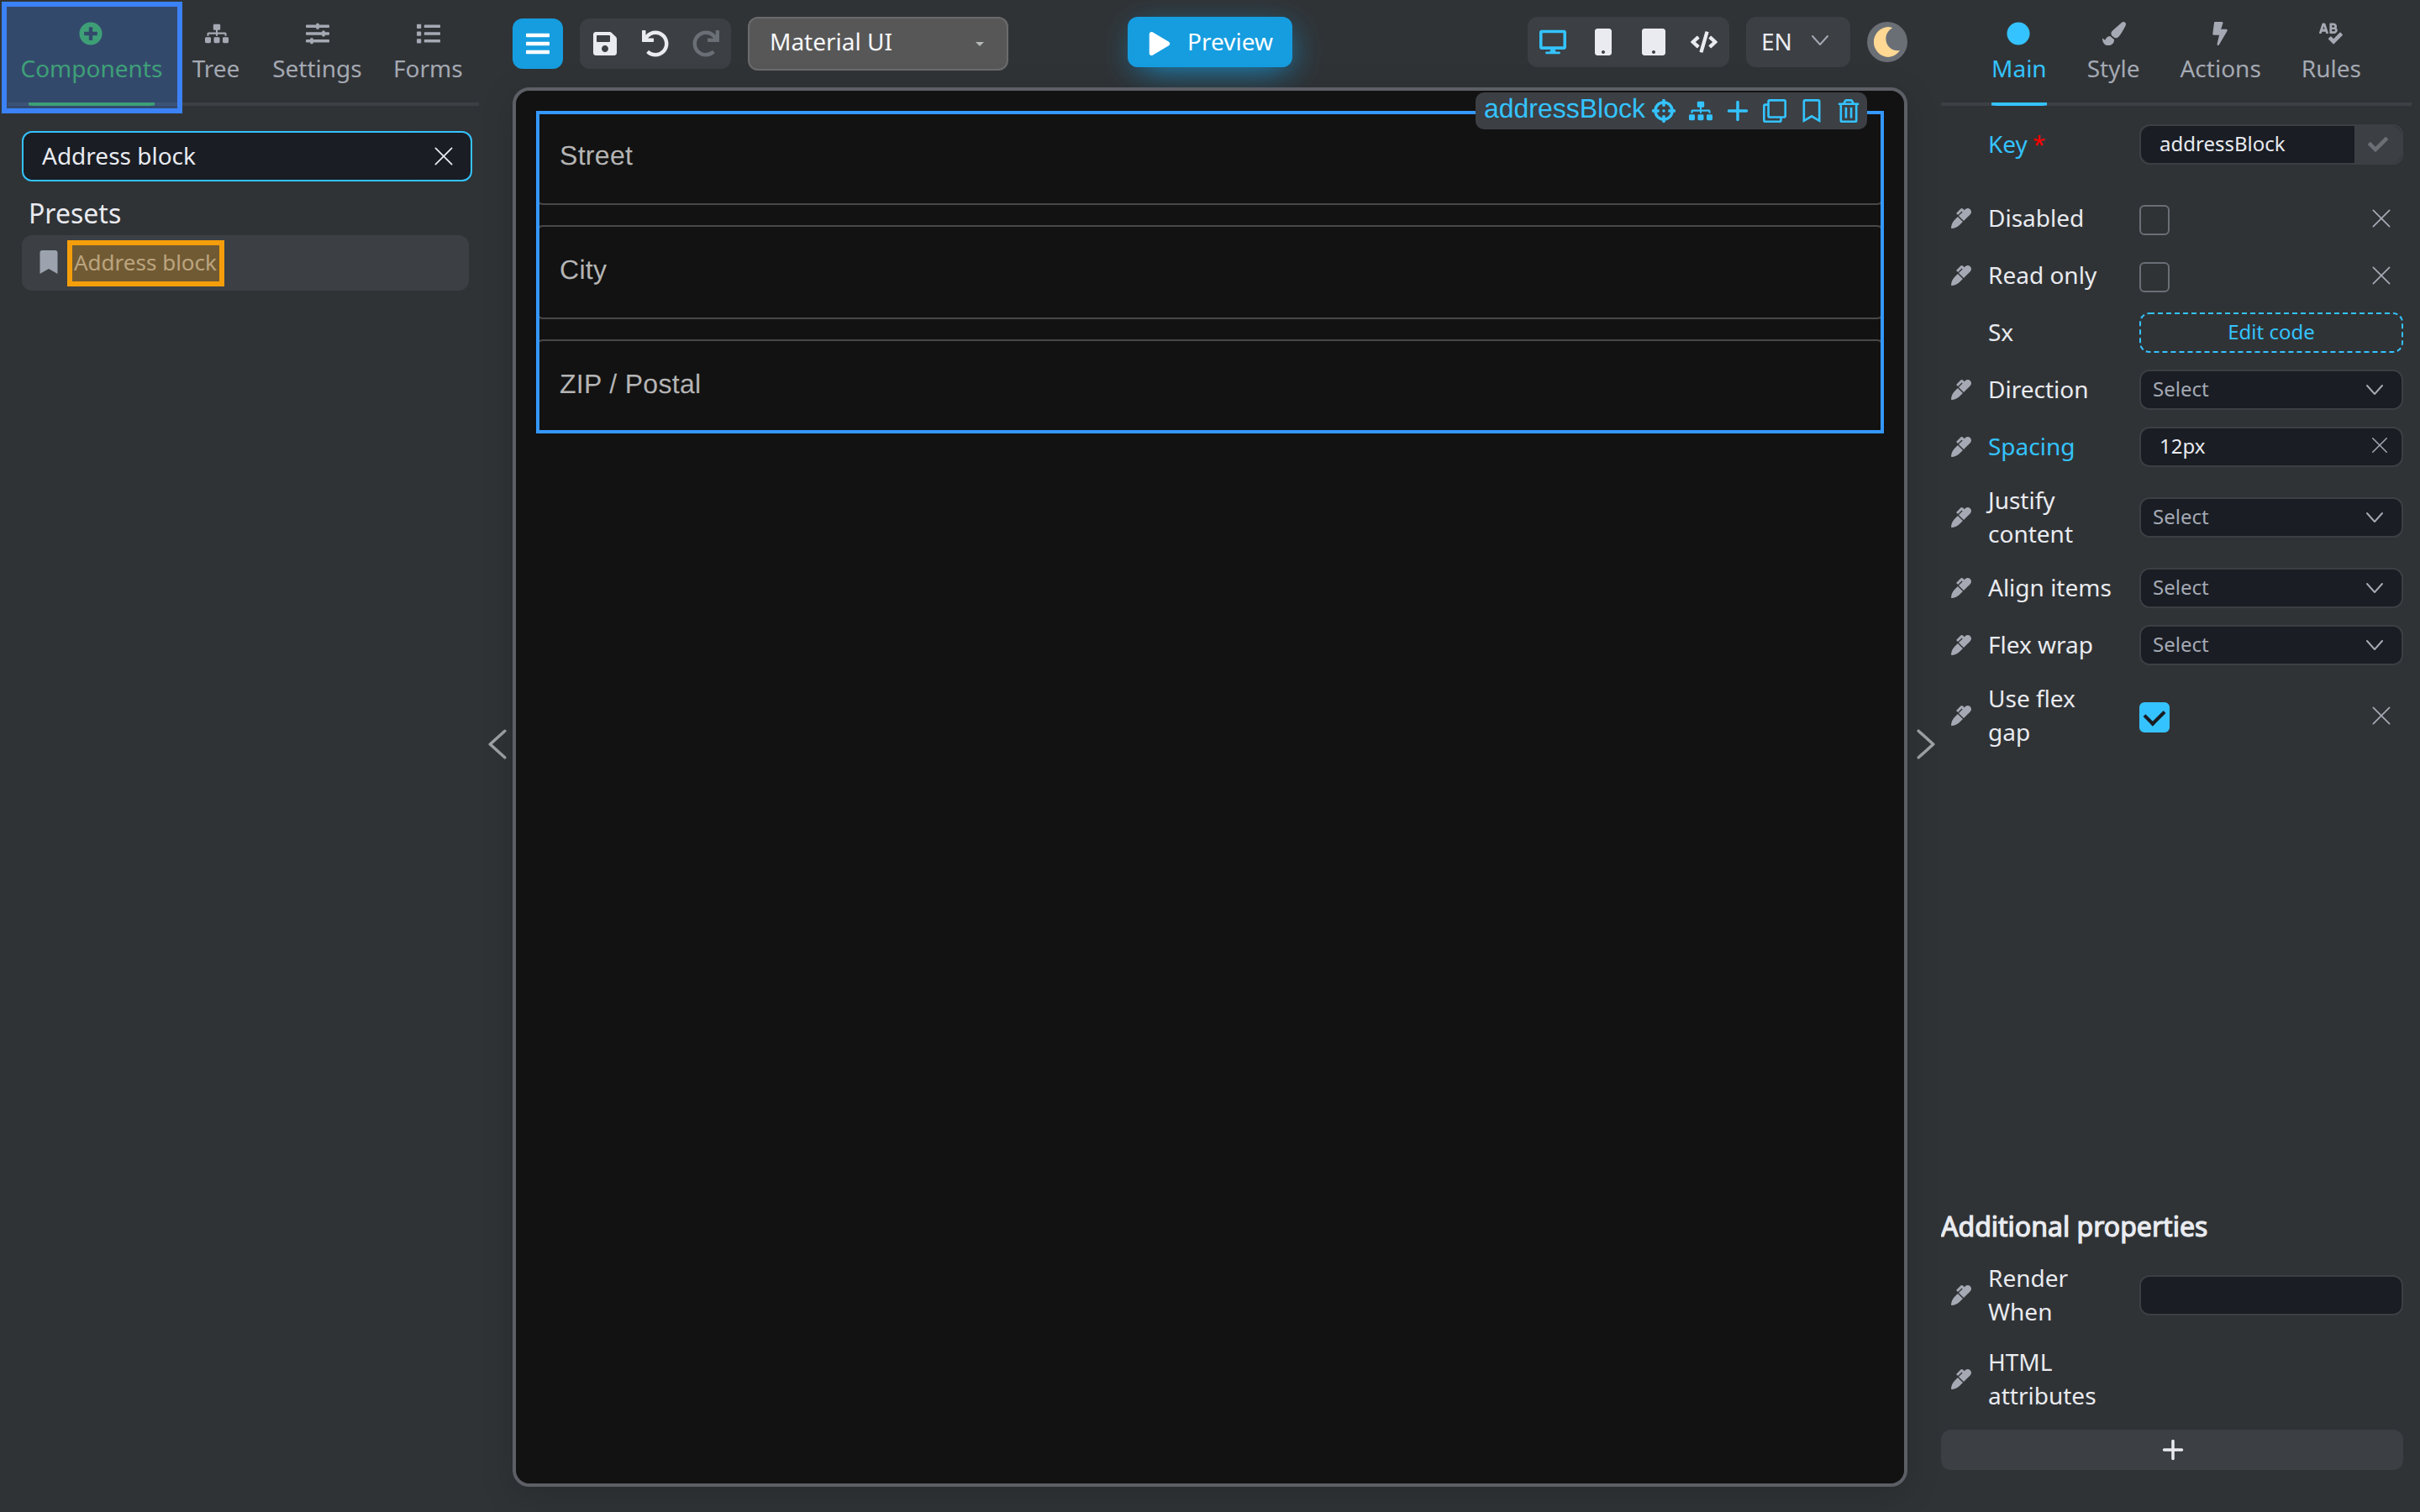 Components
Tree
Settings
Forms
Material UI
Preview
EN
Main
Style
Actions
Rules
Address block
Presets
Address block
addressBlock
Street
City
ZIP / Postal
Key *
addressBlock
Disabled
Read only
Sx
Edit code
Direction
Select
Spacing
12px
Justify
content
Select
Align items
Select
Flex wrap
Select
Use flex
gap
Additional properties
Render
When
HTML
attributes